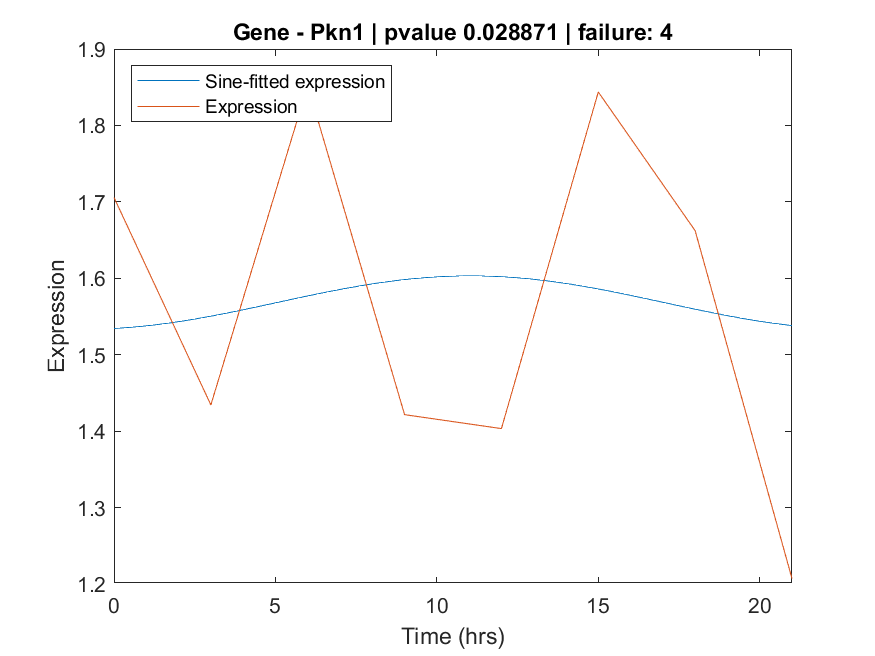 Gene - Pkn1 | pvalue 0.028871 | failure: 4
1.9
Sine-fitted expression
Expression
1.8
1.7
1.6
1.5
1.4
1.3
1.2
Expression
0 5 10 15 20
Time (hrs)